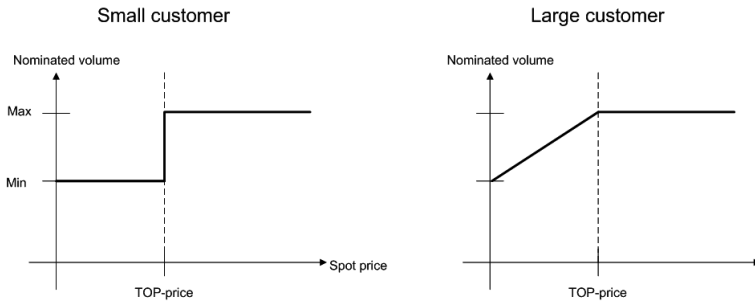 Small customer
Large customer
Nominated volume
Nominated volume
Max
Min
Spot price
TOP-price
TOP-price